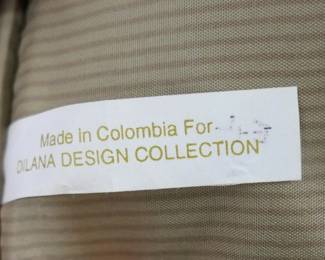 Made in Colombia For
DILANA DESIGN COLLECTION